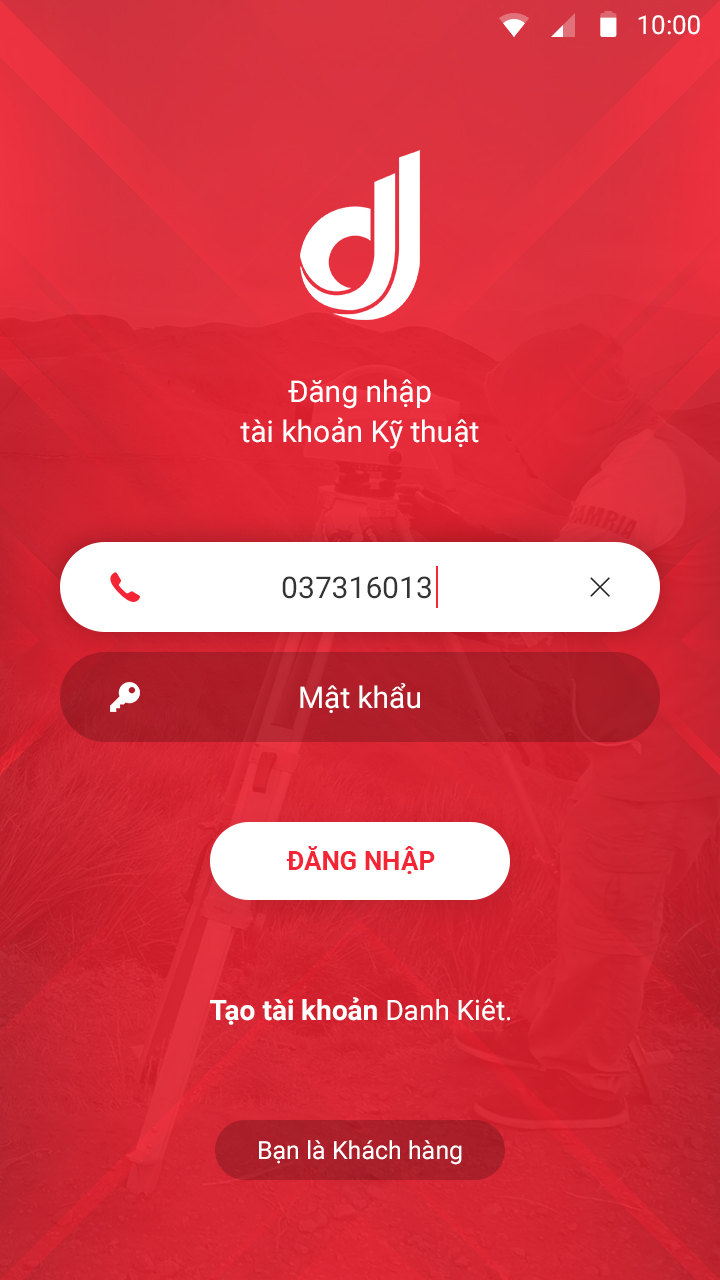 10:00
Đăng nhập
tài khoản Kỹ thuật
037316013
Mật khẩu
ĐĂNG NHẬP
Tạo tài khoản Danh Kiêt.
Bạn là Khách hàng